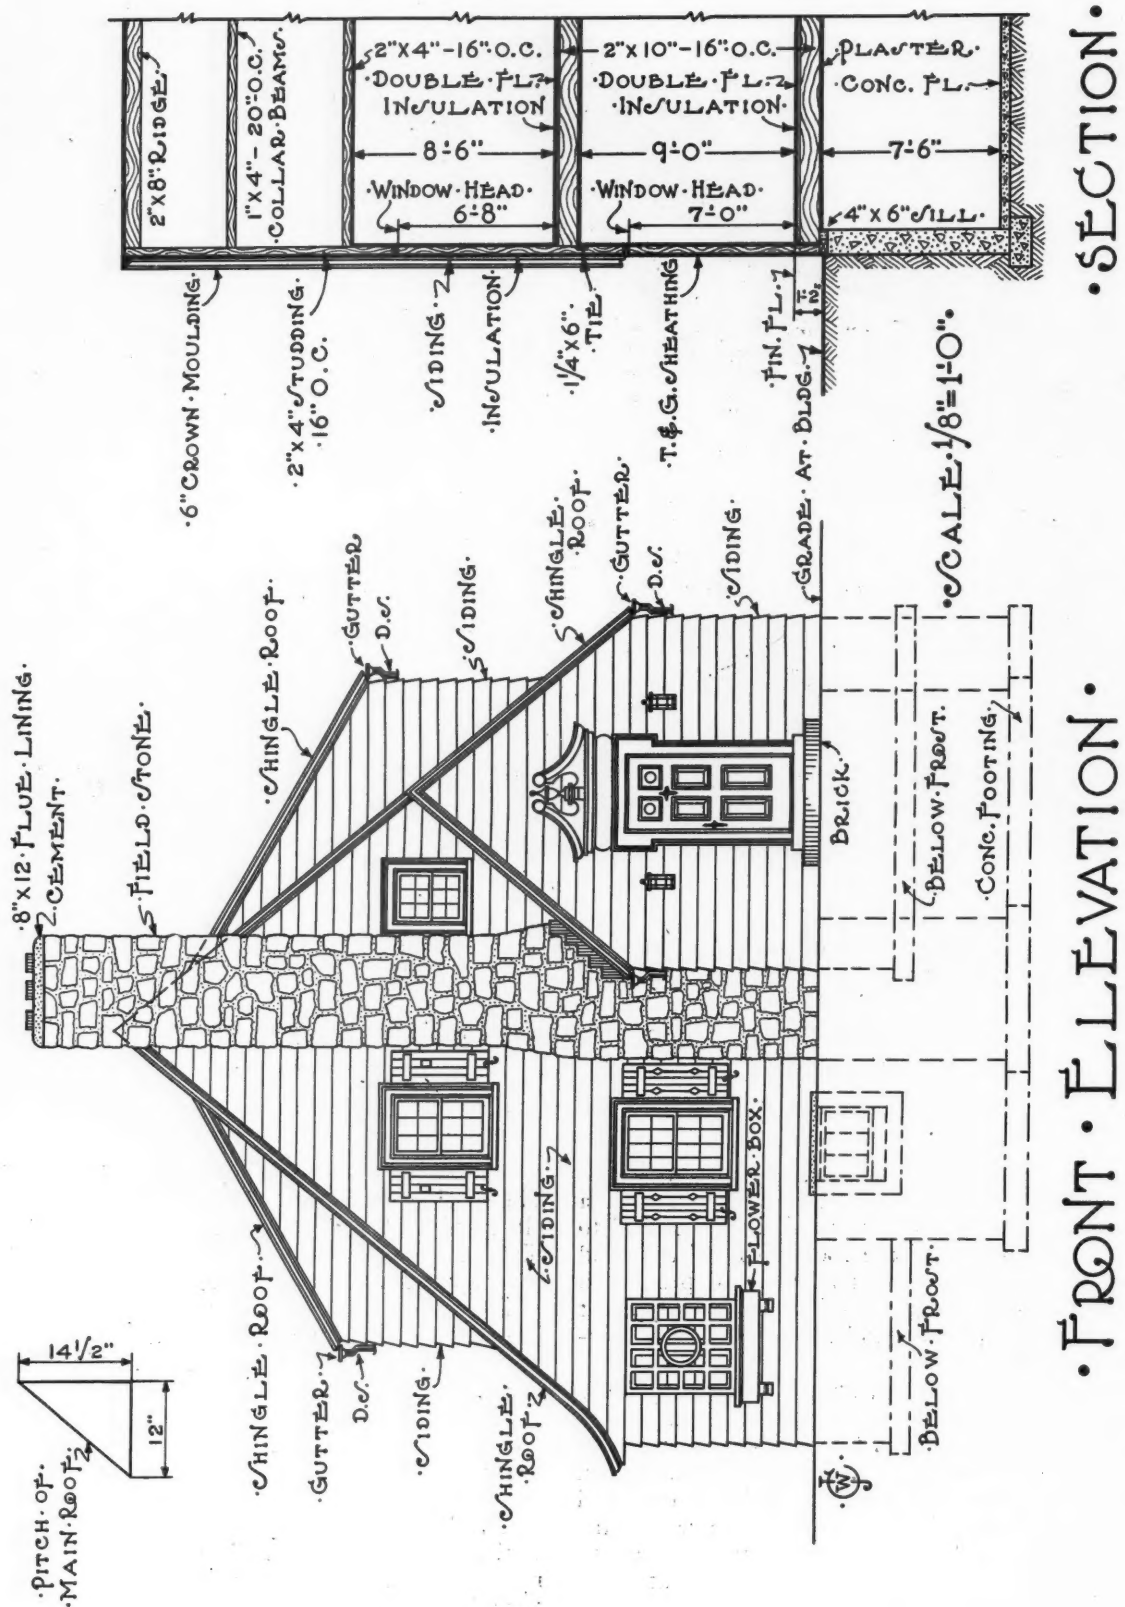 ·PITCH·OF·
·MAIN·ROOF·
14 1/2"
12"
·8"X12·FLUE·LINING·
CEMENT·
·FIELD·STONE·
·SHINGLE·ROOF·
·GUTTER
D.S.
·SIDING·
·SHINGLE·
·ROOF·
·GUTTER·
D.S.
·SIDING·
·GRADE·AT·BLDG.
·SHINGLE·ROOF·
·GUTTER·
D.S.
·SIDING·
·SHINGLE·
·ROOF·
·SIDING·
·FLOWER·BOX·
BRICK·
·BELOW·FROST·
·BELOW·FROST·
·CONC.·FOOTING·
W
·FRONT·ELEVATION·
·SCALE·1/8"=1'-0"·
·6"CROWN·MOULDING·
·2"X4"STUDDING·
·16"O.C.
·SIDING·
·INSULATION·
·1 1/4"X6"·
·TIE·
·T.&.G.SHEATHING
·FIN.FL.
2"X8"RIDGE·
1"X4"-20"O.C.
·COLLAR·BEAMS·
2"X4"-16"O.C.
·DOUBLE·FL.
INSULATION
8'-6"
·WINDOW·HEAD·
6'-8"
2"X10"-16"O.C.
·DOUBLE·FL.
·INSULATION·
9'-0"
·WINDOW·HEAD·
7'-0"
·PLASTER·
·CONC.FL.
7'-6"
4"X6"SILL·
·SECTION·